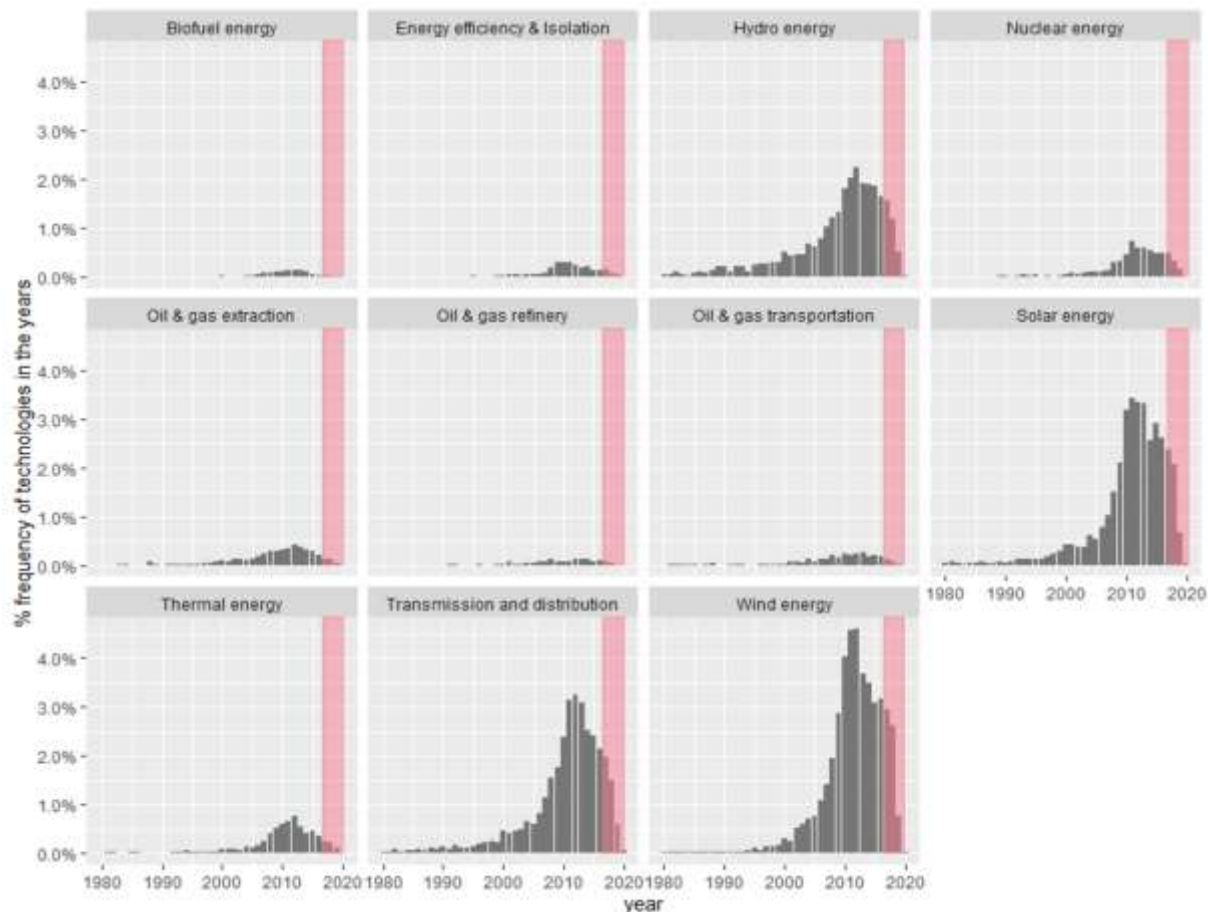 Biofuel energy
Energy efficiency & Isolation
Hydro energy
Nuclear energy
4.0%
3.0%
2.0%
1.0%
0.0%
Oil & gas extraction
Oil & gas refinery
Oil & gas transportation
Solar energy
4.0%
3.0%
2.0%
1.0%
0.0%
1980 1990 2000 2010 2020
Thermal energy
Transmission and distribution
Wind energy
4.0%
3.0%
2.0%
1.0%
0.0%
1980 1990 2000 2010 2020
1980 1990 2000 2010 2020
1980 1990 2000 2010 2020
year
% frequency of technologies in the years